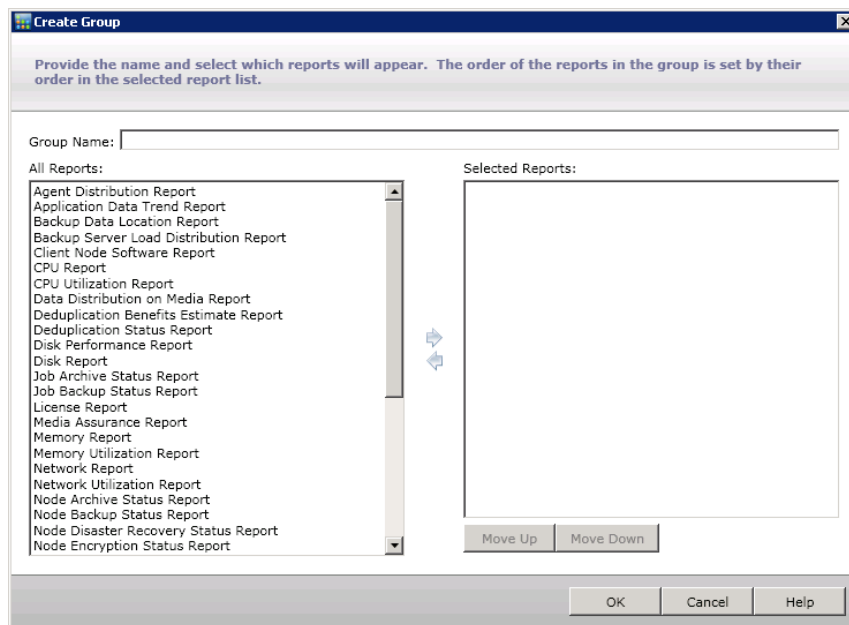 Create Group
Provide the name and select which reports will appear.  The order of the reports in the group is set by their
order in the selected report list.
Group Name:
All Reports:
Agent Distribution Report
Application Data Trend Report
Backup Data Location Report
Backup Server Load Distribution Report
Client Node Software Report
CPU Report
CPU Utilization Report
Data Distribution on Media Report
Deduplication Benefits Estimate Report
Deduplication Status Report
Disk Performance Report
Disk Report
Job Archive Status Report
Job Backup Status Report
License Report
Media Assurance Report
Memory Report
Memory Utilization Report
Network Report
Network Utilization Report
Node Archive Status Report
Node Backup Status Report
Node Disaster Recovery Status Report
Node Encryption Status Report
Selected Reports:
Move Up
Move Down
OK
Cancel
Help